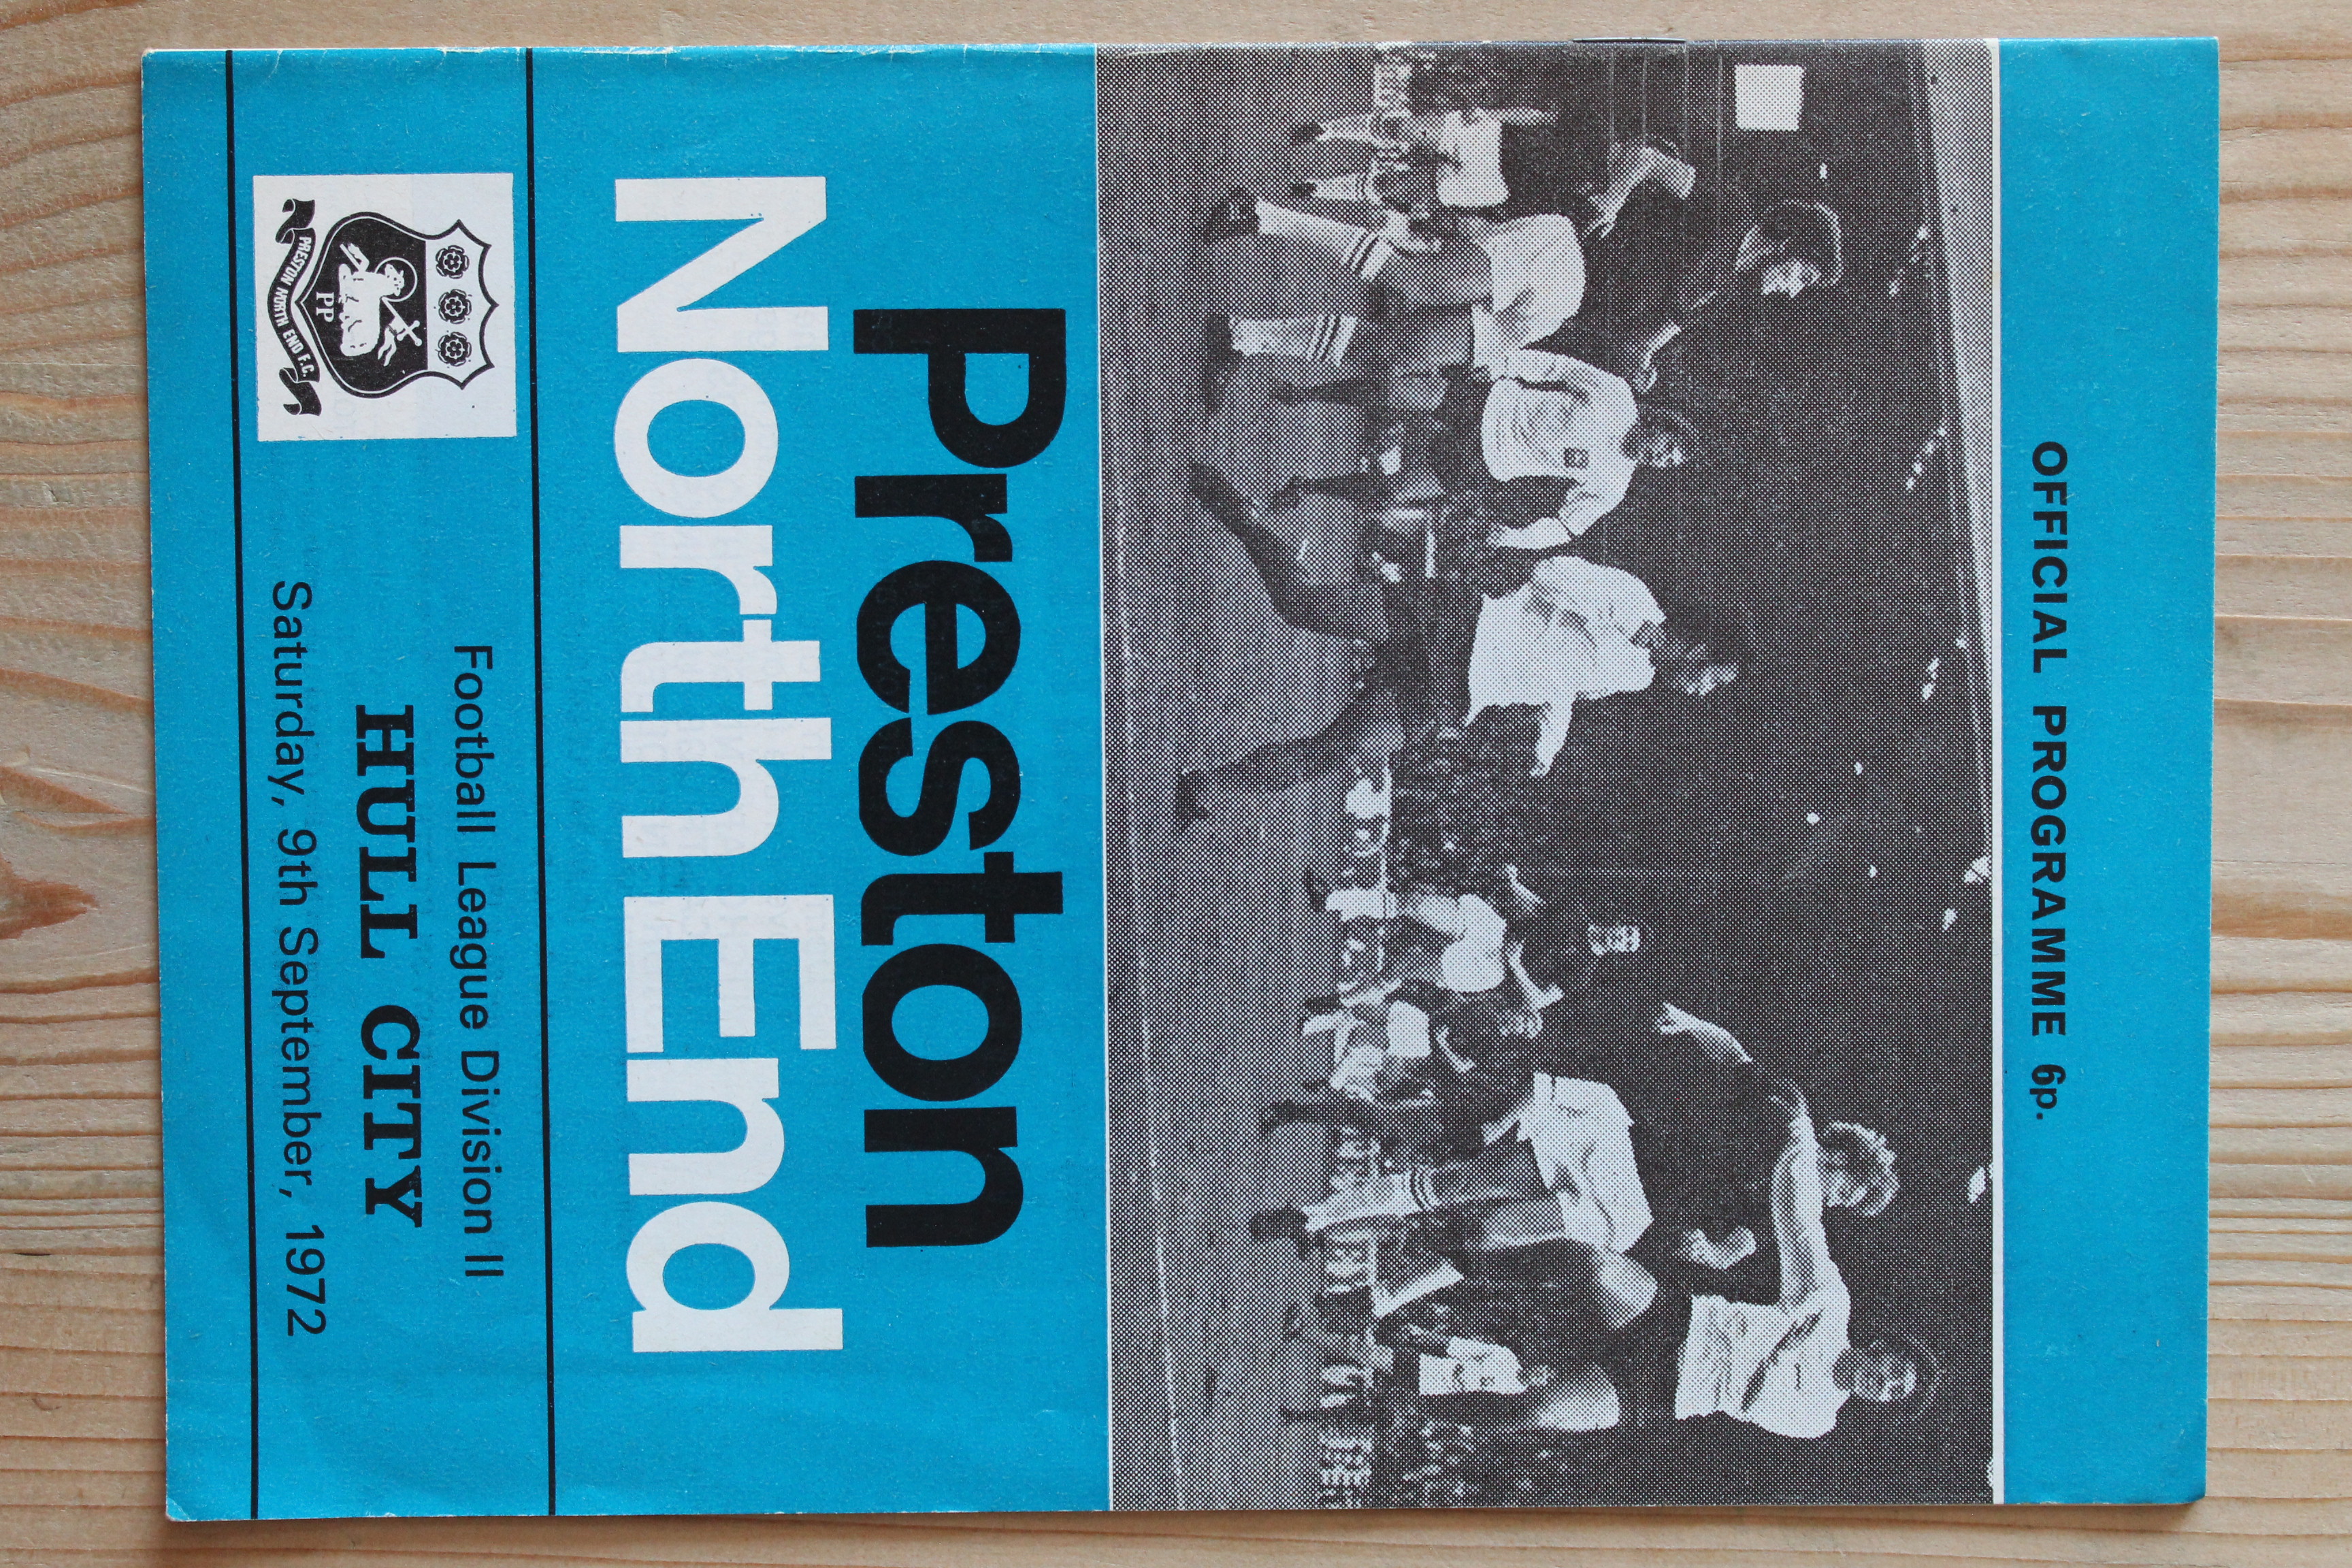 OFFICIAL PROGRAMME 6p.
Preston
North End
Football League Division II
HULL CITY
Saturday, 9th September, 1972
PP
PRESTON NORTH END F.C.